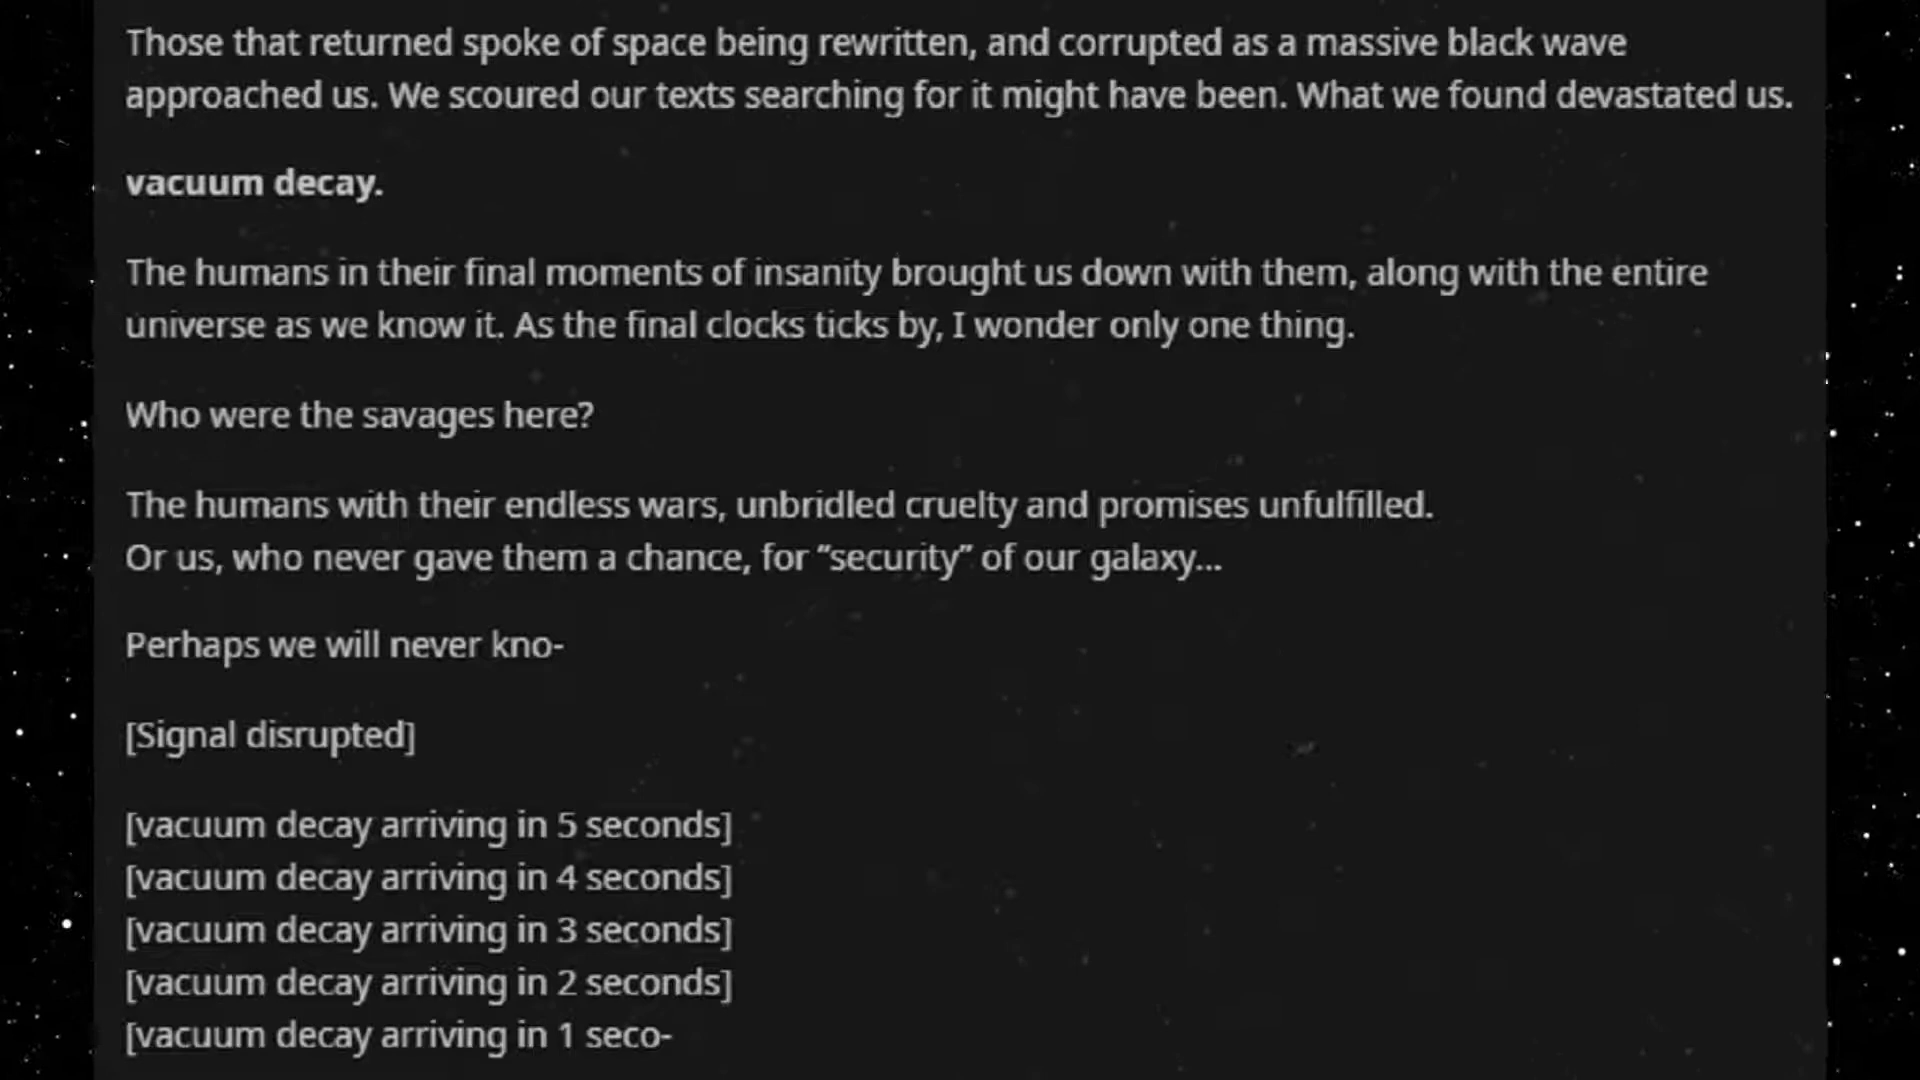 Those that returned spoke of space being rewritten, and corrupted as a massive black wave
approached us. We scoured our texts searching for it might have been. What we found devastated us.
vacuum decay.
The humans in their final moments of insanity brought us down with them, along with the entire
universe as we know it. As the final clocks ticks by, I wonder only one thing.
Who were the savages here?
The humans with their endless wars, unbridled cruelty and promises unfulfilled.
Or us, who never gave them a chance, for “security” of our galaxy...
Perhaps we will never kno-
[Signal disrupted]
[vacuum decay arriving in 5 seconds]
[vacuum decay arriving in 4 seconds]
[vacuum decay arriving in 3 seconds]
[vacuum decay arriving in 2 seconds]
[vacuum decay arriving in 1 seco-